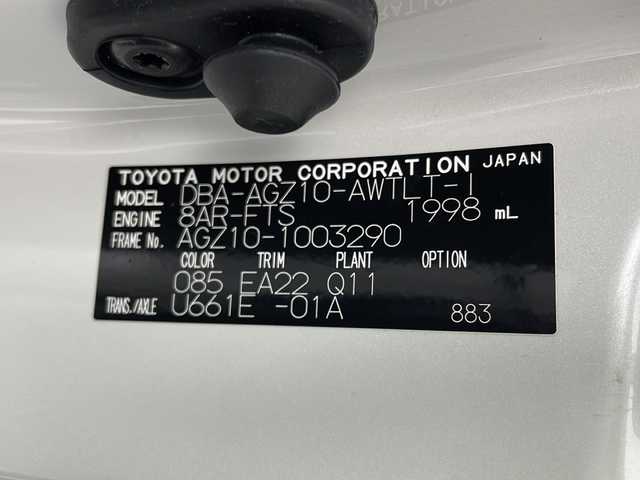 TOYOTA MOTOR CORPORATION JAPAN
MODEL DBA-AGZ10-AWTLT-I
ENGINE 8AR-FTS 1998 mL
FRAME No. AGZ10-1003290
COLOR TRIM PLANT OPTION
085 EA22 Q11
TRANS./AXLE U661E -01A 883